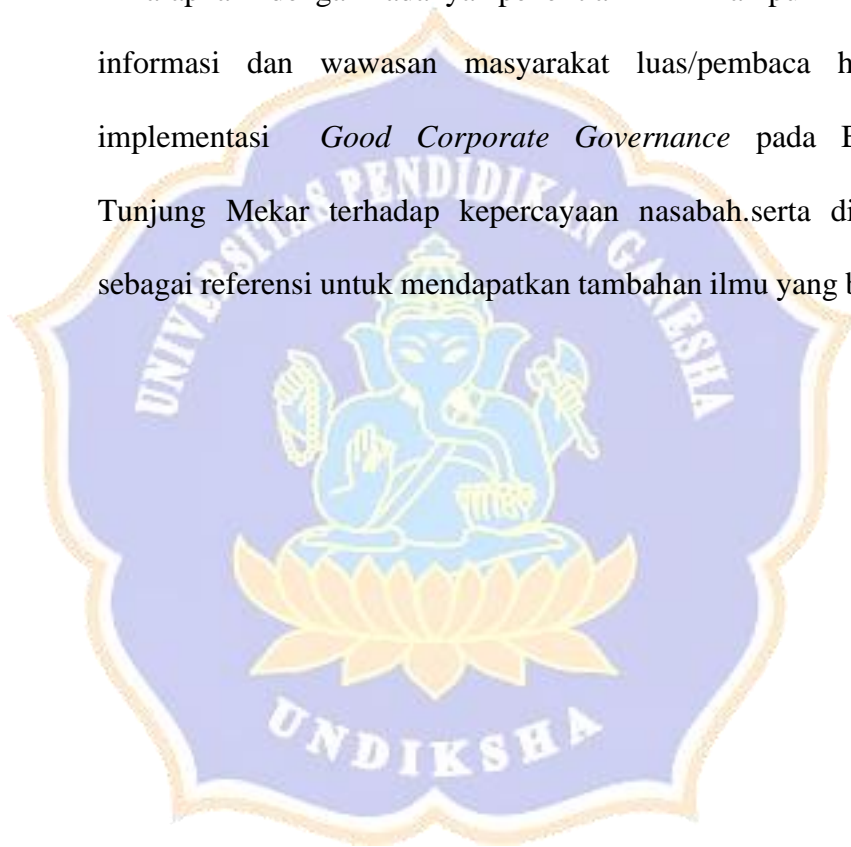 informasi dan wawasan masyarakat luas/pembaca
implementasi Good Corporate Governance pada
Tunjung Mekar terhadap kepercayaan nasabah.serta
sebagai referensi untuk mendapatkan tambahan ilmu yang
UNIVERSITAS PENDIDIKAN GANESHA
UNDIKSHA